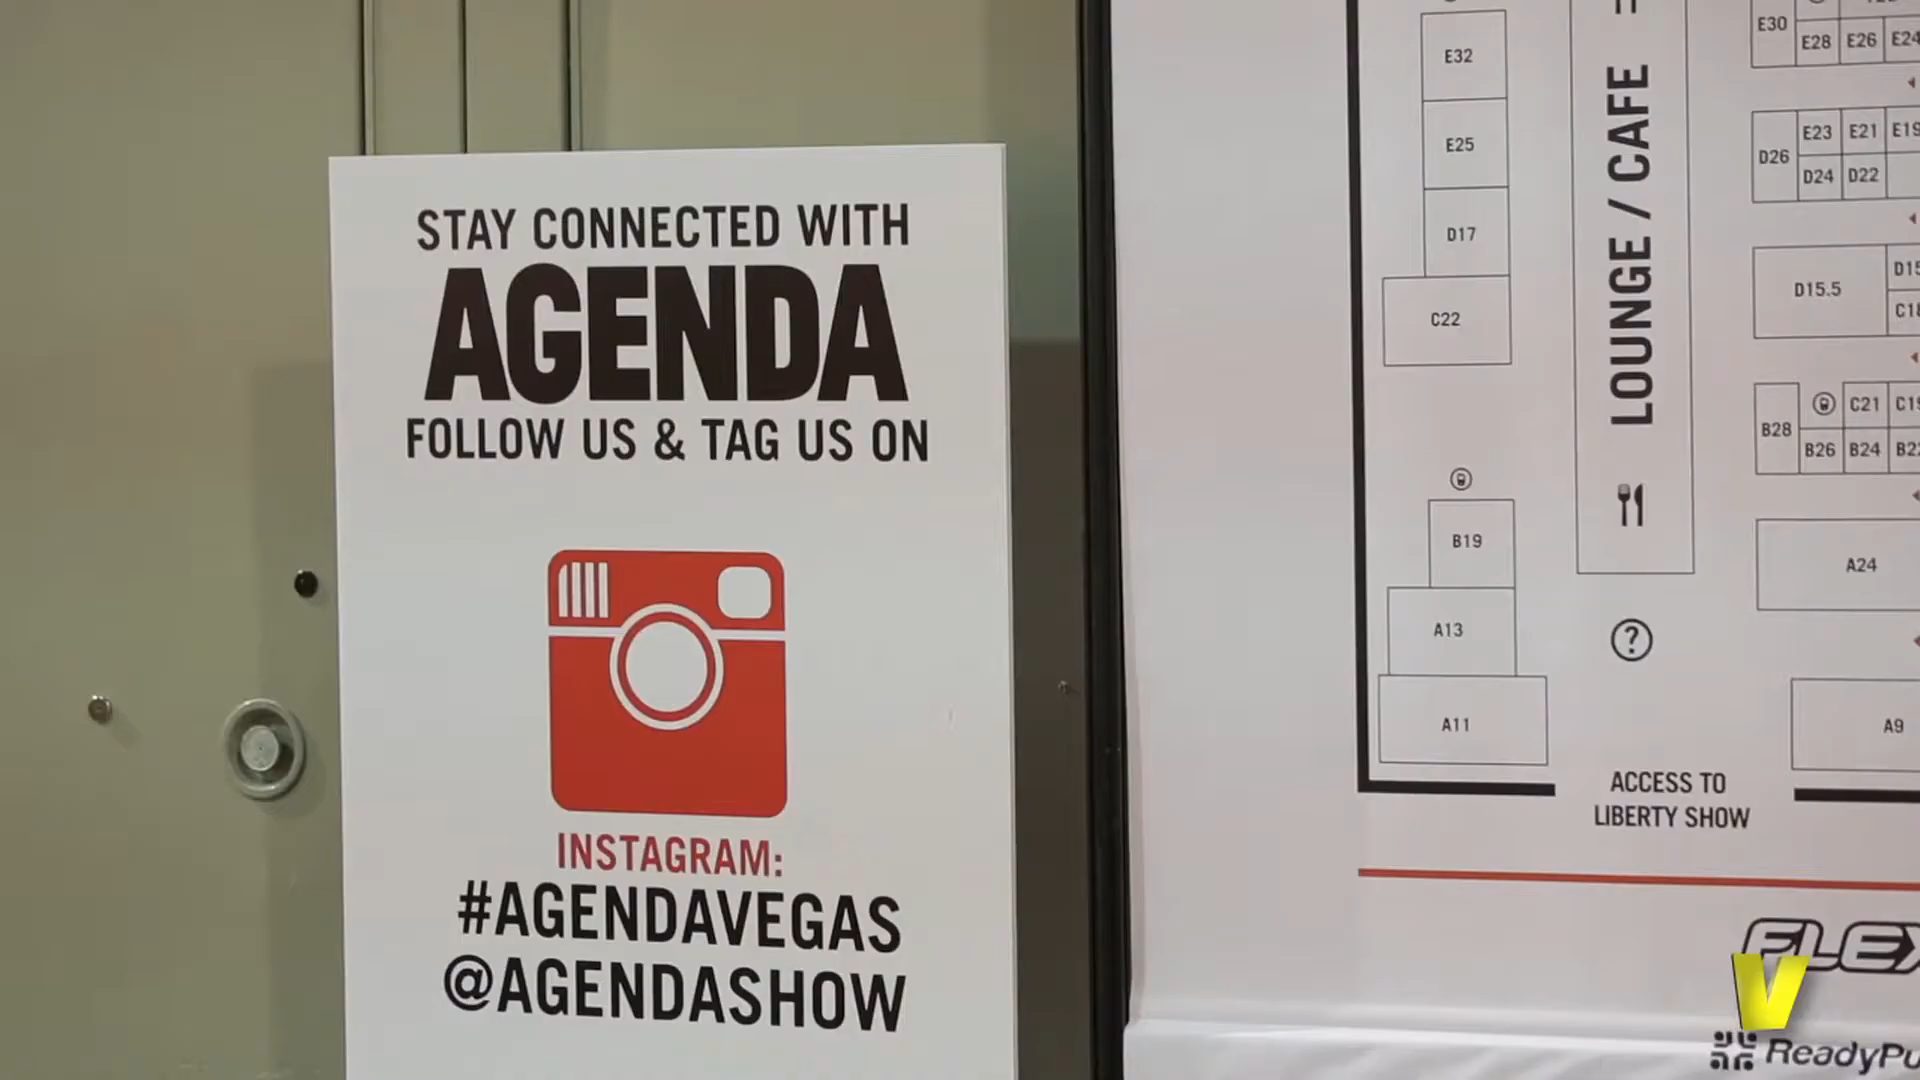 STAY CONNECTED WITH
AGENDA
FOLLOW US & TAG US ON
INSTAGRAM:
#AGENDAVEGAS
@AGENDASHOW
E32
E25
D17
C22
B19
A13
A11
LOUNGE / CAFE
?
ACCESS TO
LIBERTY SHOW
E30
E28 E26 E24
E23 E21 E19
D26
D24 D22
D15.5
B28
C21
B26 B24
A24
A9
V